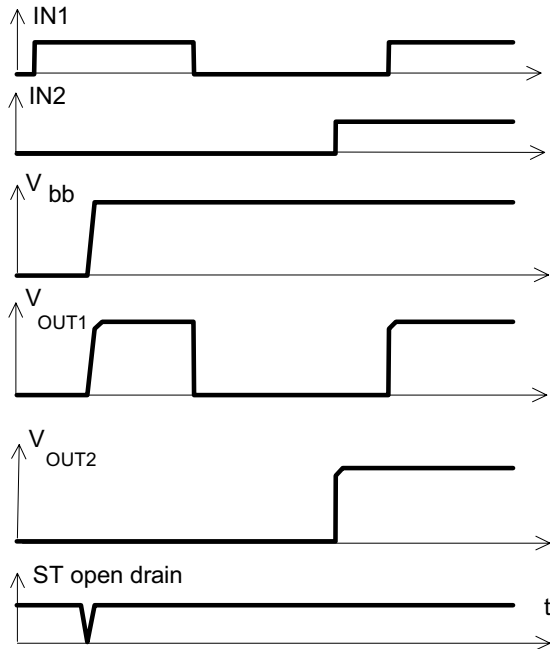 IN1
IN2
V bb
V OUT1
V OUT2
ST open drain
t